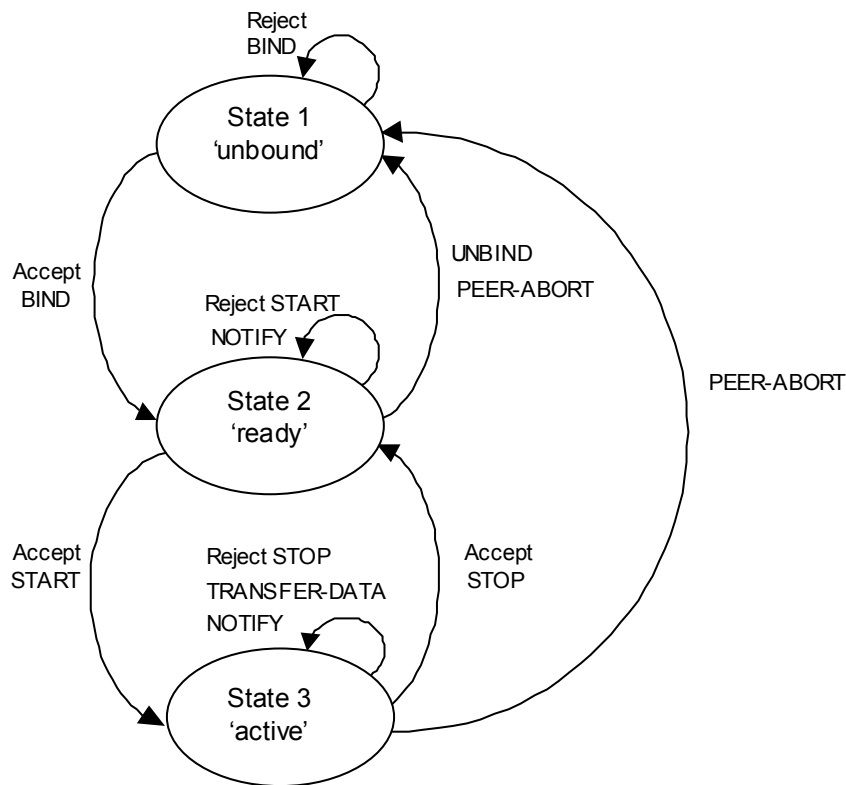 Reject
BIND
State 1
‘unbound’
UNBIND
PEER-ABORT
Accept
BIND
Reject START
NOTIFY
PEER-ABORT
State 2
‘ready’
Accept
START
Reject STOP
TRANSFER-DATA
NOTIFY
Accept
STOP
State 3
‘active’